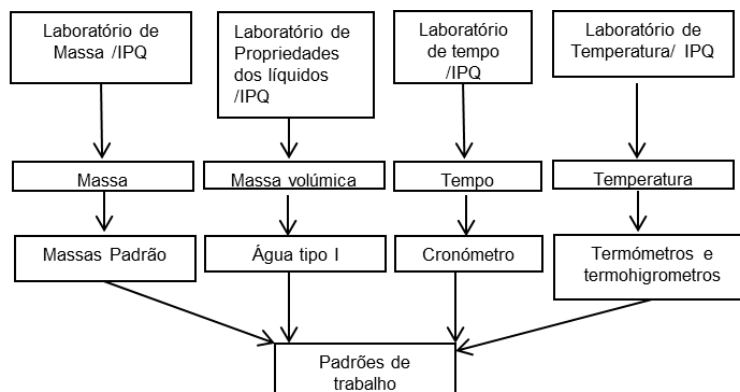 Laboratório de
Massa /IPQ
Laboratório de
Propriedades
dos líquidos
/IPQ
Laboratório
de tempo
/IPQ
Laboratório de
Temperatura/ IPQ
Massa
Massa volúmica
Tempo
Temperatura
Massas Padrão
Água tipo I
Cronómetro
Termómetros e
termohigrometros
Padrões de
trabalho